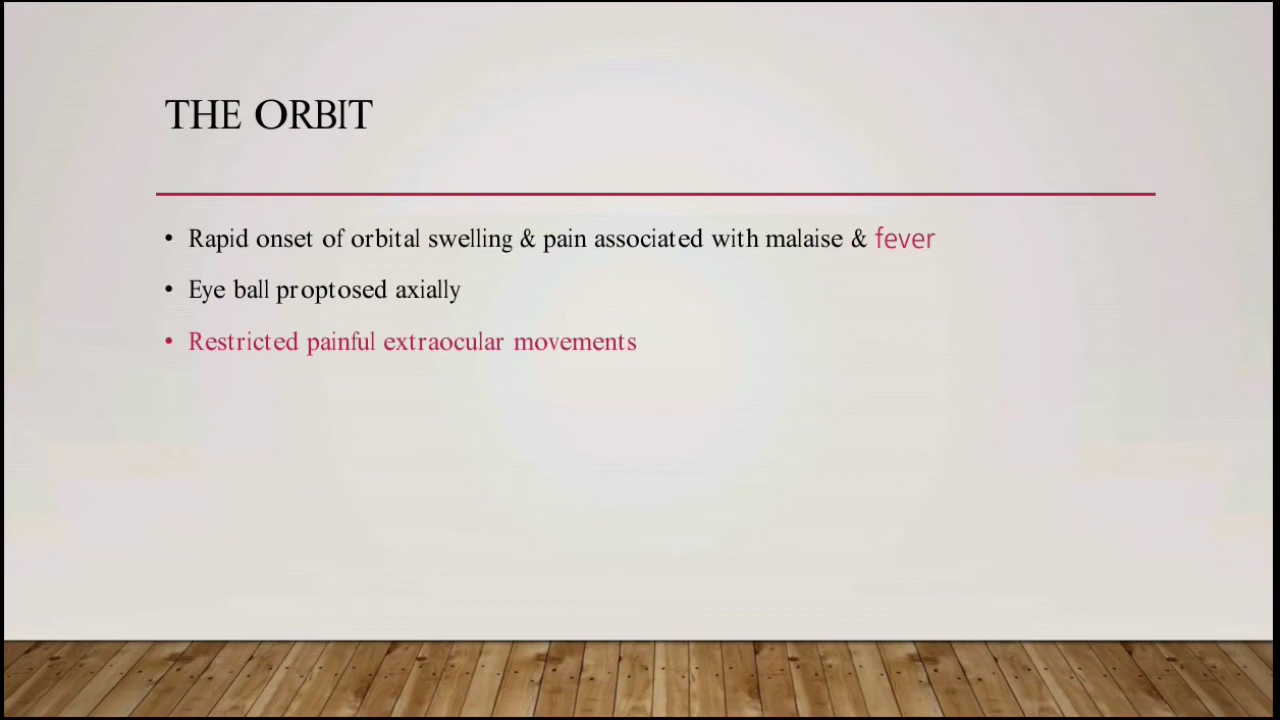 THE ORBIT
• Rapid onset of orbital swelling & pain associated with malaise & fever
• Eye ball proptosed axially
• Restricted painful extraocular movements